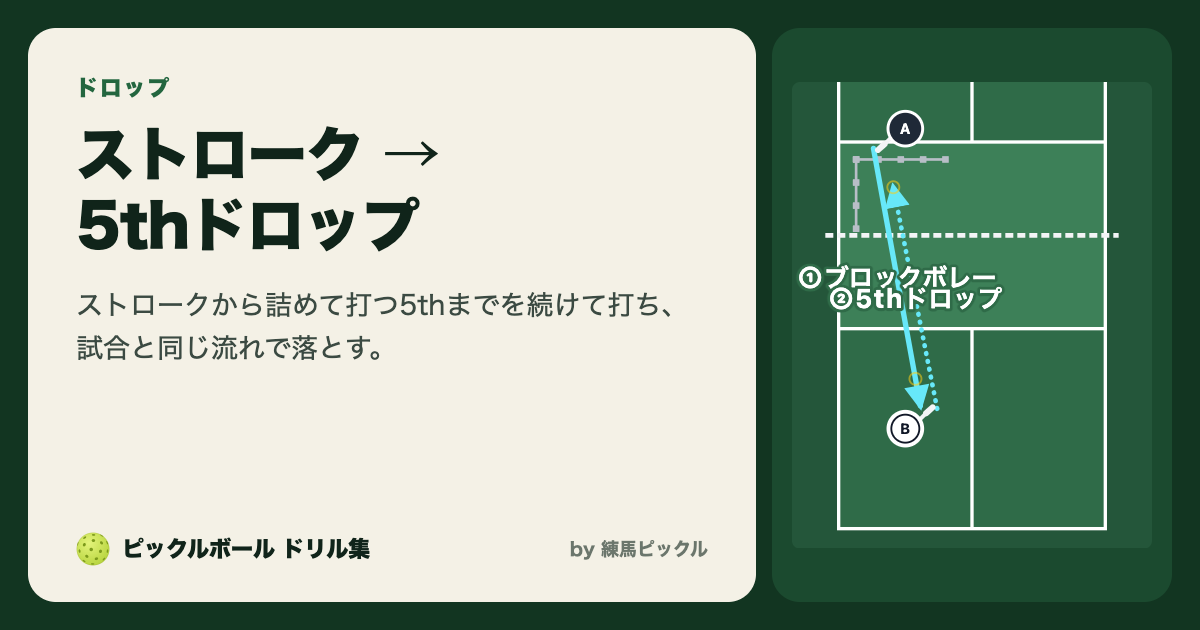 ドロップ
ストローク →
5thドロップ
ストロークから詰めて打つ5thまでを続けて打ち、
試合と同じ流れで落とす。
ピックルボール ドリル集
by 練馬ピックル
A
①ブロックボレー
②5thドロップ
B